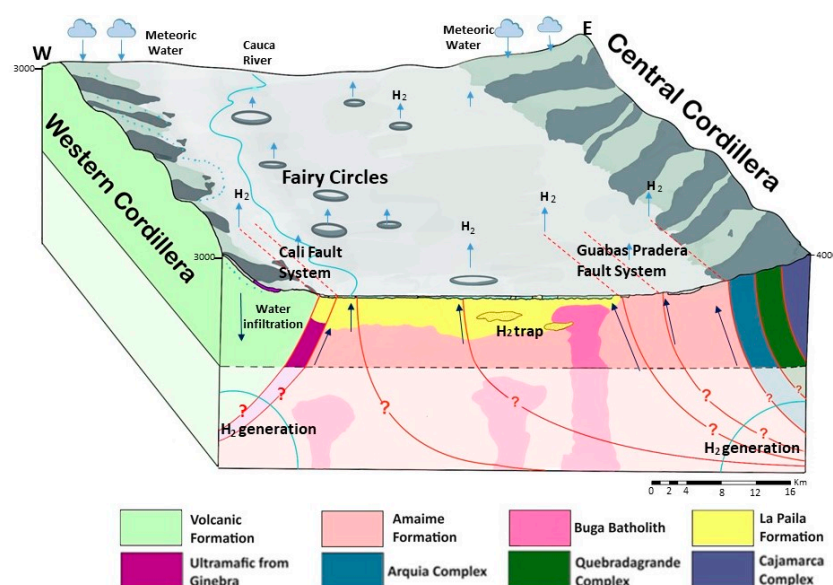 Meteoric
Water
Meteoric
Water
E
W
Cauca
River
3000
H₂
Central Cordillera
Western Cordillera
Fairy Circles
H₂
H₂
H₂
H₂
Cali Fault
System
Guabas Pradera
Fault System
3000
400
Water
infiltration
H₂ trap
?
?
?
?
?
?
?
?
H₂ generation
H₂ generation
0 2 4 8 12 16 Km
Volcanic
Formation
Amaime
Formation
Buga Batholith
La Paila
Formation
Ultramafic from
Ginebra
Arquia Complex
Quebradagrande
Complex
Cajamarca
Complex